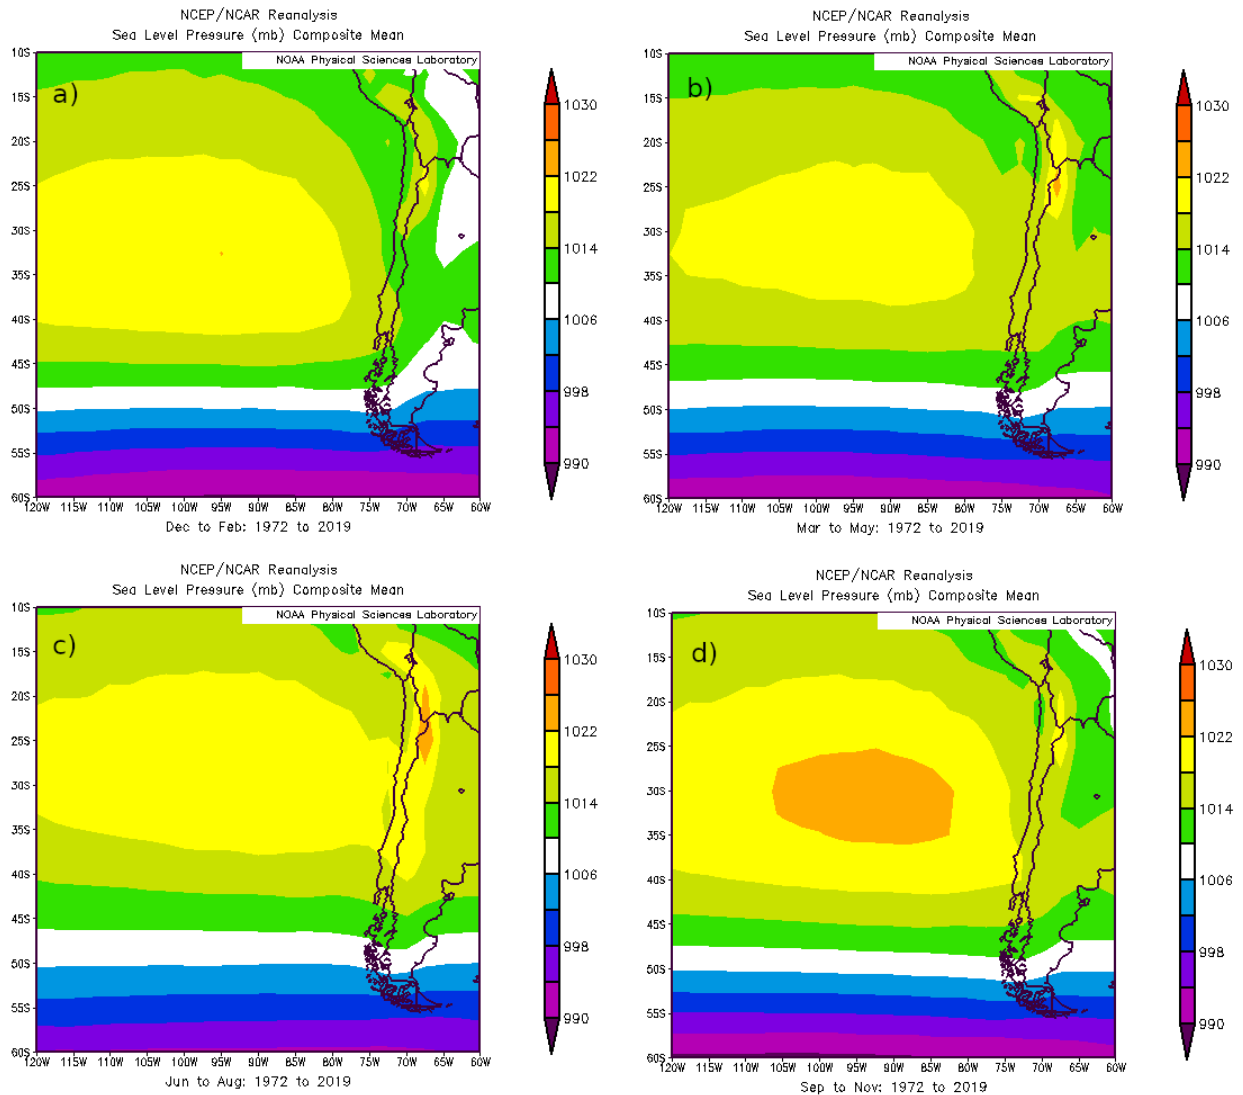 NCEP/NCAR Reanalysis
Sea Level Pressure (mb) Composite Mean
NOAA Physical Sciences Laboratory
a)
10S
15S
20S
25S
30S
35S
40S
45S
50S
55S
60S
120W 115W 110W 105W 100W 95W 90W 85W 80W 75W 70W 65W 60W
1030
1022
1014
1006
998
990
Dec to Feb: 1972 to 2019
NCEP/NCAR Reanalysis
Sea Level Pressure (mb) Composite Mean
NOAA Physical Sciences Laboratory
b)
10S
15S
20S
25S
30S
35S
40S
45S
50S
55S
60S
120W 115W 110W 105W 100W 95W 90W 85W 80W 75W 70W 65W 60W
1030
1022
1014
1006
998
990
Mar to May: 1972 to 2019
NCEP/NCAR Reanalysis
Sea Level Pressure (mb) Composite Mean
NOAA Physical Sciences Laboratory
c)
10S
15S
20S
25S
30S
35S
40S
45S
50S
55S
60S
120W 115W 110W 105W 100W 95W 90W 85W 80W 75W 70W 65W 60W
1030
1022
1014
1006
998
990
Jun to Aug: 1972 to 2019
NCEP/NCAR Reanalysis
Sea Level Pressure (mb) Composite Mean
NOAA Physical Sciences Laboratory
d)
10S
15S
20S
25S
30S
35S
40S
45S
50S
55S
60S
120W 115W 110W 105W 100W 95W 90W 85W 80W 75W 70W 65W 60W
1030
1022
1014
1006
998
990
Sep to Nov: 1972 to 2019